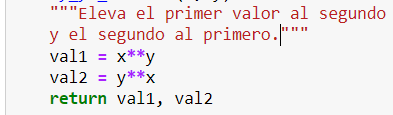 """Eleva el primer valor al segundo
y el segundo al primero."""
val1 = x**y
val2 = y**x
return val1, val2